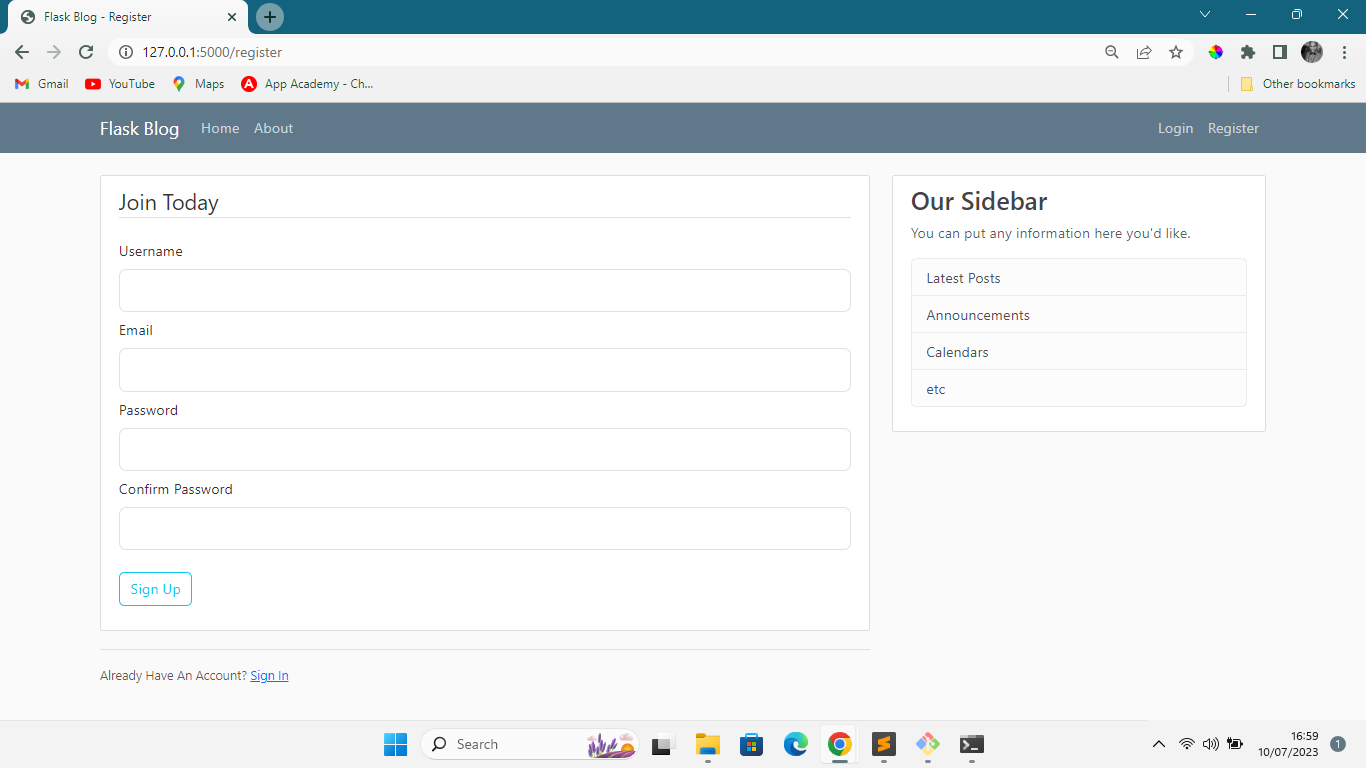 Flask Blog - Register
127.0.0.1:5000/register
Gmail YouTube Maps App Academy - Ch... Other bookmarks
Flask Blog Home About Login Register
Join Today
Username
Email
Password
Confirm Password
Sign Up
Already Have An Account? Sign In
Our Sidebar
You can put any information here you'd like.
Latest Posts
Announcements
Calendars
etc
Search
16:59
10/07/2023
1